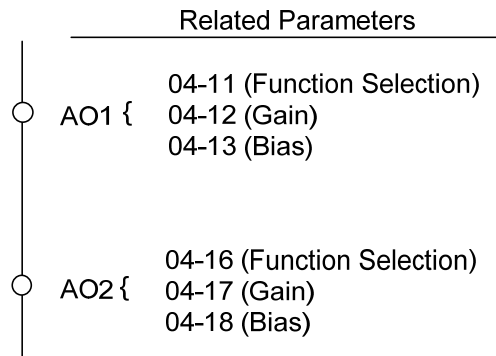 Related Parameters
04-11 (Function Selection)
AO1 { 04-12 (Gain)
04-13 (Bias)
04-16 (Function Selection)
AO2 { 04-17 (Gain)
04-18 (Bias)